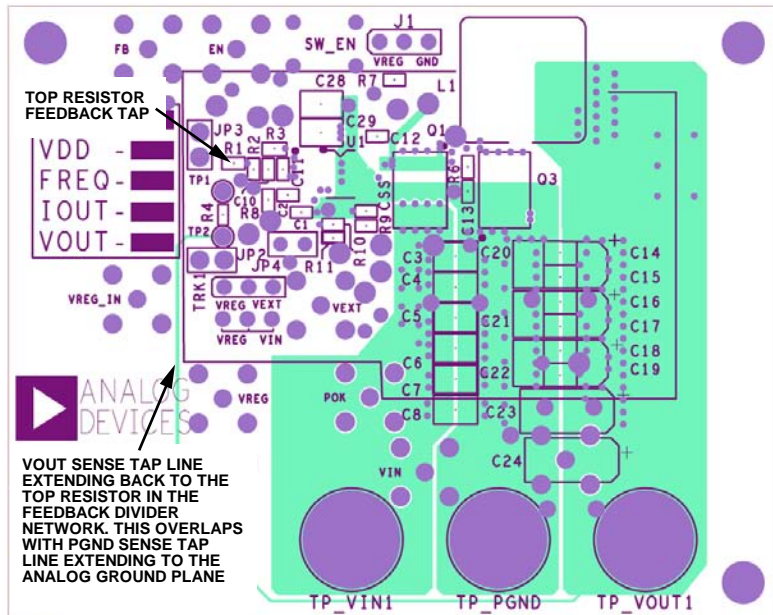 J1
FB
EN
SW_EN
VREG
GND
R7
L1
C28
TOP RESISTOR
FEEDBACK TAP
JP3
R1
R2
R3
C29
U1
C12
Q1
VDD -
FREQ-
IOUT -
VOUT-
TP1
C11
CSS
R6
Q3
C10
R4
R8
C2
C13
TP2
C1
R9
R10
R11
JP2
JP4
TRK1
C3
C20
C14
C4
C15
VREG_IN
VREG
VEXT
VEXT
C16
C5
C21
C17
VREG
VIN
C18
C6
C22
C19
ANALOG
DEVICES
VREG
POK
C7
C8
C23
VIN
C24
VOUT SENSE TAP LINE
EXTENDING BACK TO THE
TOP RESISTOR IN THE
FEEDBACK DIVIDER
NETWORK. THIS OVERLAPS
WITH PGND SENSE TAP
LINE EXTENDING TO THE
ANALOG GROUND PLANE
TP_VIN1
TP_PGND
TP_VOUT1